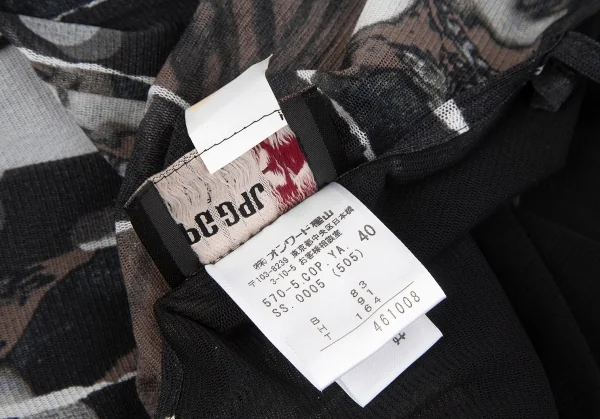 JPG
㈱オンワード樫山
〒103-8239 東京都中央区日本橋
3-10-5 お客様相談室
570-5.COP.YA. 40
SS.0005 (505)
B 83
H 91
T 164
461008